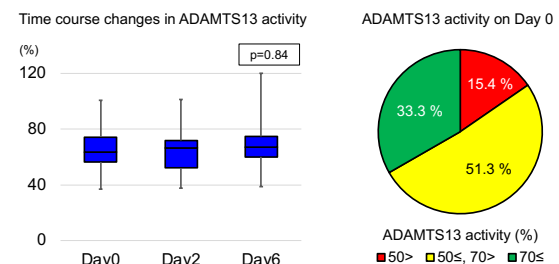 Time course changes in ADAMTS13 activity
(%)
p=0.84
120
80
40
0
Day0 Day2 Day6
ADAMTS13 activity on Day 0
15.4 %
33.3 %
51.3 %
ADAMTS13 activity (%)
50> 50≤, 70> 70≤